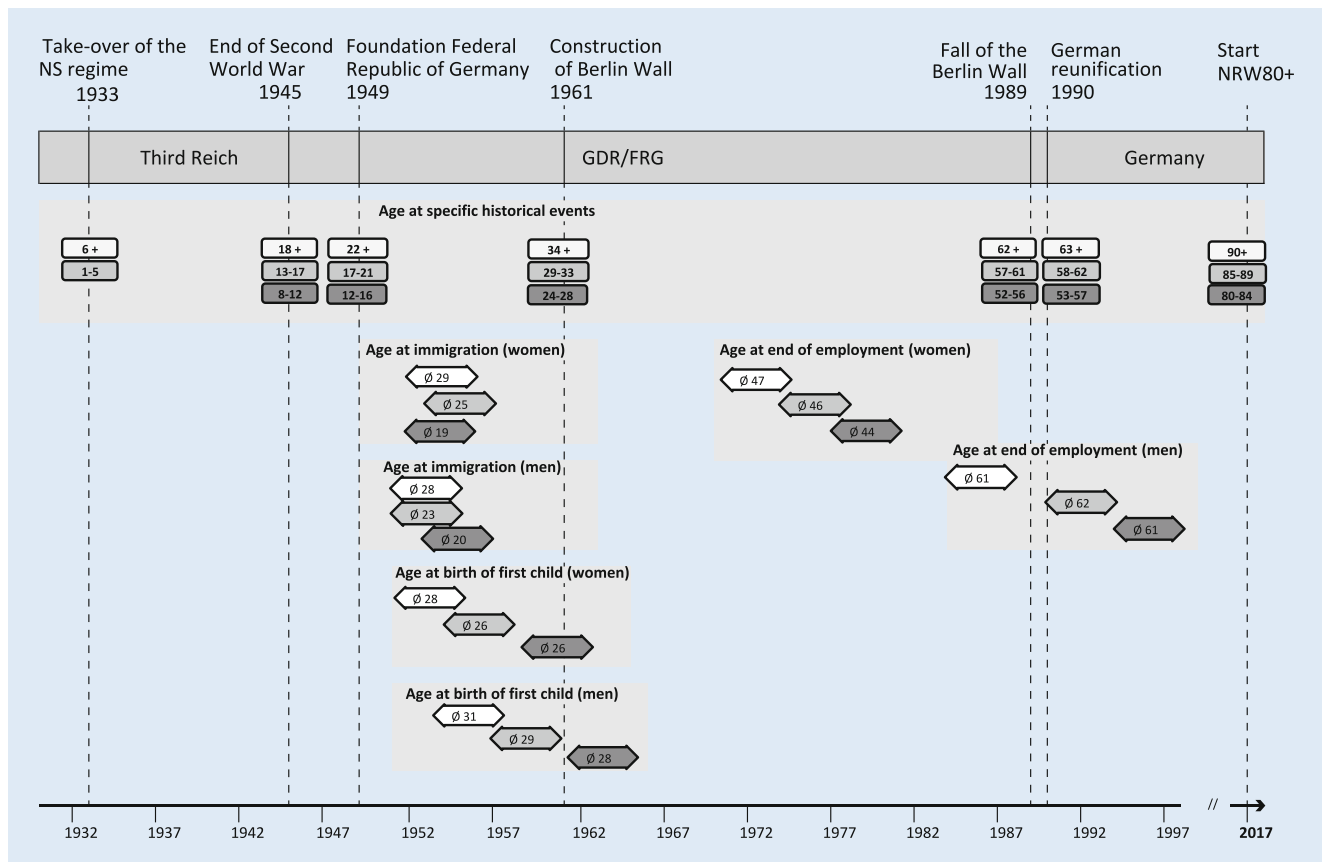 Take-over of the
NS regime
1933
End of Second
World War
1945
Foundation Federal
Republic of Germany
1949
Construction
of Berlin Wall
1961
Fall of the
Berlin Wall
1989
German
reunification
1990
Start
NRW80+
Third Reich
GDR/FRG
Germany
Age at specific historical events
6 +
1-5
18 +
13-17
8-12
22 +
17-21
12-16
34 +
29-33
24-28
62 +
57-61
52-56
63 +
58-62
53-57
90+
85-89
80-84
Age at immigration (women)
Ø 29
Ø 25
Ø 19
Age at end of employment (women)
Ø 47
Ø 46
Ø 44
Age at immigration (men)
Ø 28
Ø 23
Ø 20
Age at end of employment (men)
Ø 61
Ø 62
Ø 61
Age at birth of first child (women)
Ø 28
Ø 26
Ø 26
Age at birth of first child (men)
Ø 31
Ø 29
Ø 28
1932 1937 1942 1947 1952 1957 1962 1967 1972 1977 1982 1987 1992 1997 // 2017